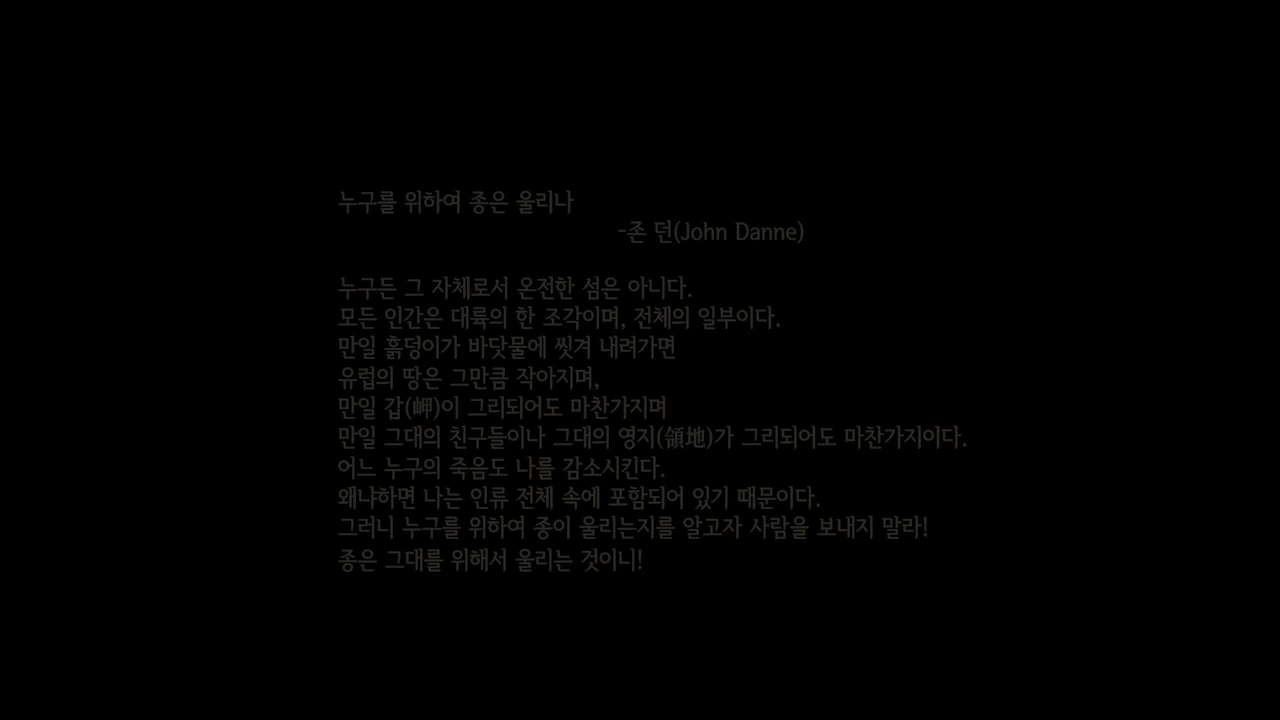 누구를 위하여 종은 울리나
-존 던(John Danne)
누구든 그 자체로서 온전한 섬은 아니다.
모든 인간은 대륙의 한 조각이며, 전체의 일부이다.
만일 흙덩이가 바닷물에 씻겨 내려가면
유럽의 땅은 그만큼 작아지며,
만일 갑(岬)이 그리되어도 마찬가지며
만일 그대의 친구들이나 그대의 영지(領地)가 그리되어도 마찬가지이다.
어느 누구의 죽음도 나를 감소시킨다.
왜냐하면 나는 인류 전체 속에 포함되어 있기 때문이다.
그러니 누구를 위하여 종이 울리는지를 알고자 사람을 보내지 말라!
종은 그대를 위해서 울리는 것이니!